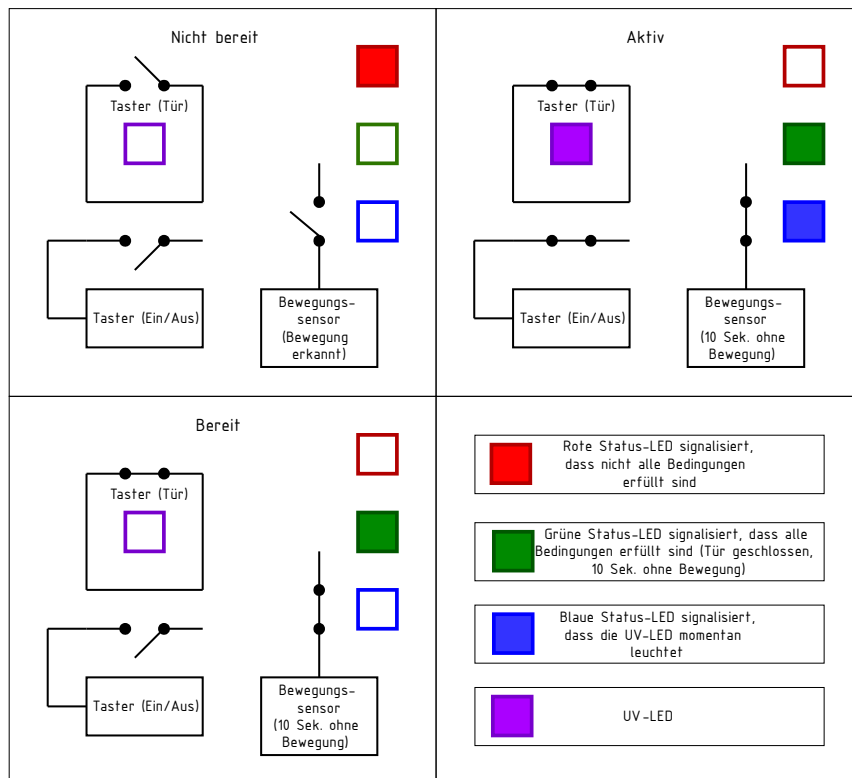 Nicht bereit
Taster (Tür)
Taster (Ein/Aus)
Bewegungs-
sensor
(Bewegung
erkannt)
Aktiv
Taster (Tür)
Taster (Ein/Aus)
Bewegungs-
sensor
(10 Sek. ohne
Bewegung)
Bereit
Taster (Tür)
Taster (Ein/Aus)
Bewegungs-
sensor
(10 Sek. ohne
Bewegung)
Rote Status-LED signalisiert,
dass nicht alle Bedingungen
erfüllt sind
Grüne Status-LED signalisiert, dass alle
Bedingungen erfüllt sind (Tür geschlossen,
10 Sek. ohne Bewegung)
Blaue Status-LED signalisiert,
dass die UV-LED momentan
leuchtet
UV-LED